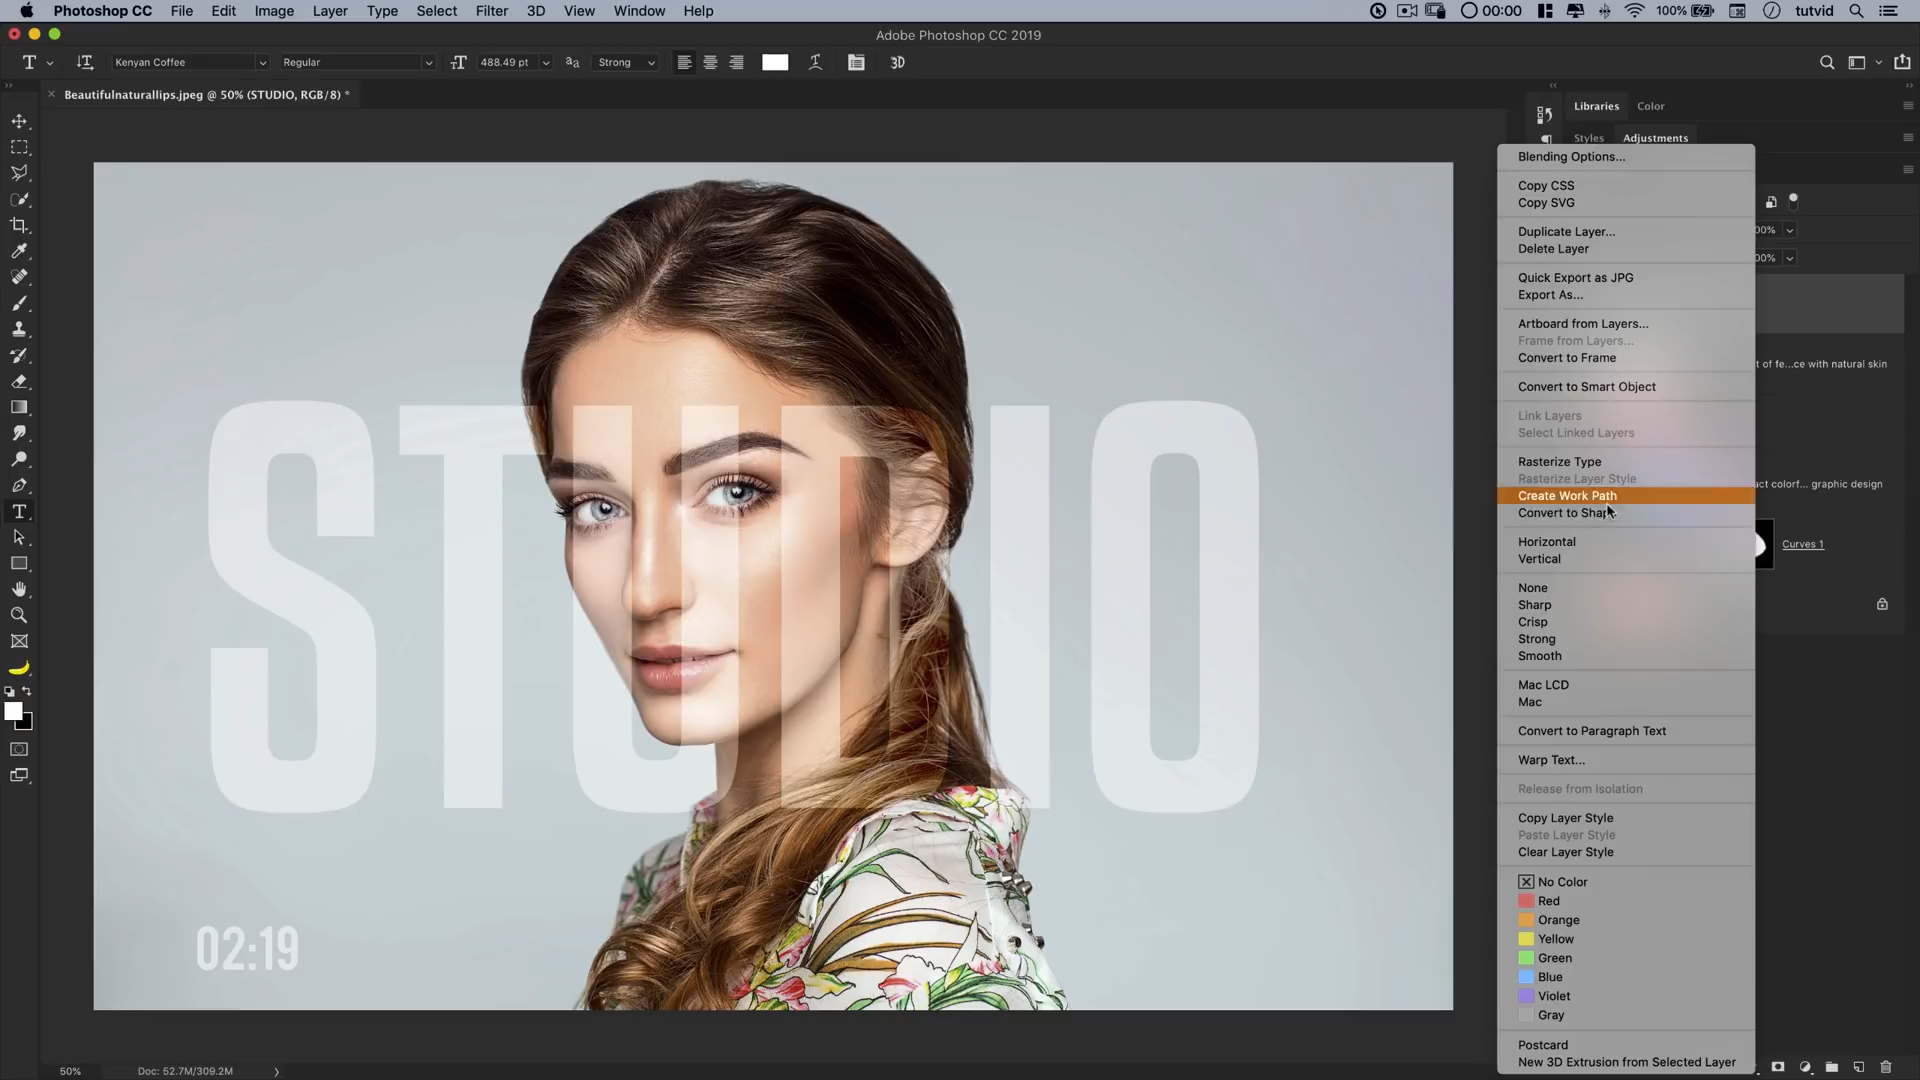 Photoshop CC File Edit Image Layer Type Select Filter 3D View Window Help 00:00 100% tutvid
Adobe Photoshop CC 2019
T Kenyan Coffee Regular 488.49 pt Strong 3D
Beautifulnaturallips.jpeg @ 50% (STUDIO, RGB/8) *
Libraries Color
Styles Adjustments
Blending Options...
Copy CSS
Copy SVG
Duplicate Layer...
00%
Delete Layer
00%
Quick Export as JPG
Export As...
Artboard from Layers...
Frame from Layers...
Convert to Frame
t of fe...ce with natural skin
Convert to Smart Object
Link Layers
Select Linked Layers
Rasterize Type
Rasterize Layer Style
act colorf... graphic design
Create Work Path
Convert to Shap
Horizontal
Curves 1
Vertical
None
Sharp
Crisp
Strong
Smooth
STUDIO
Mac LCD
Mac
Convert to Paragraph Text
Warp Text...
Release from Isolation
Copy Layer Style
Paste Layer Style
Clear Layer Style
No Color
Red
Orange
Yellow
02:19
Green
Blue
Violet
Gray
Postcard
New 3D Extrusion from Selected Layer
50% Doc: 52.7M/309.2M